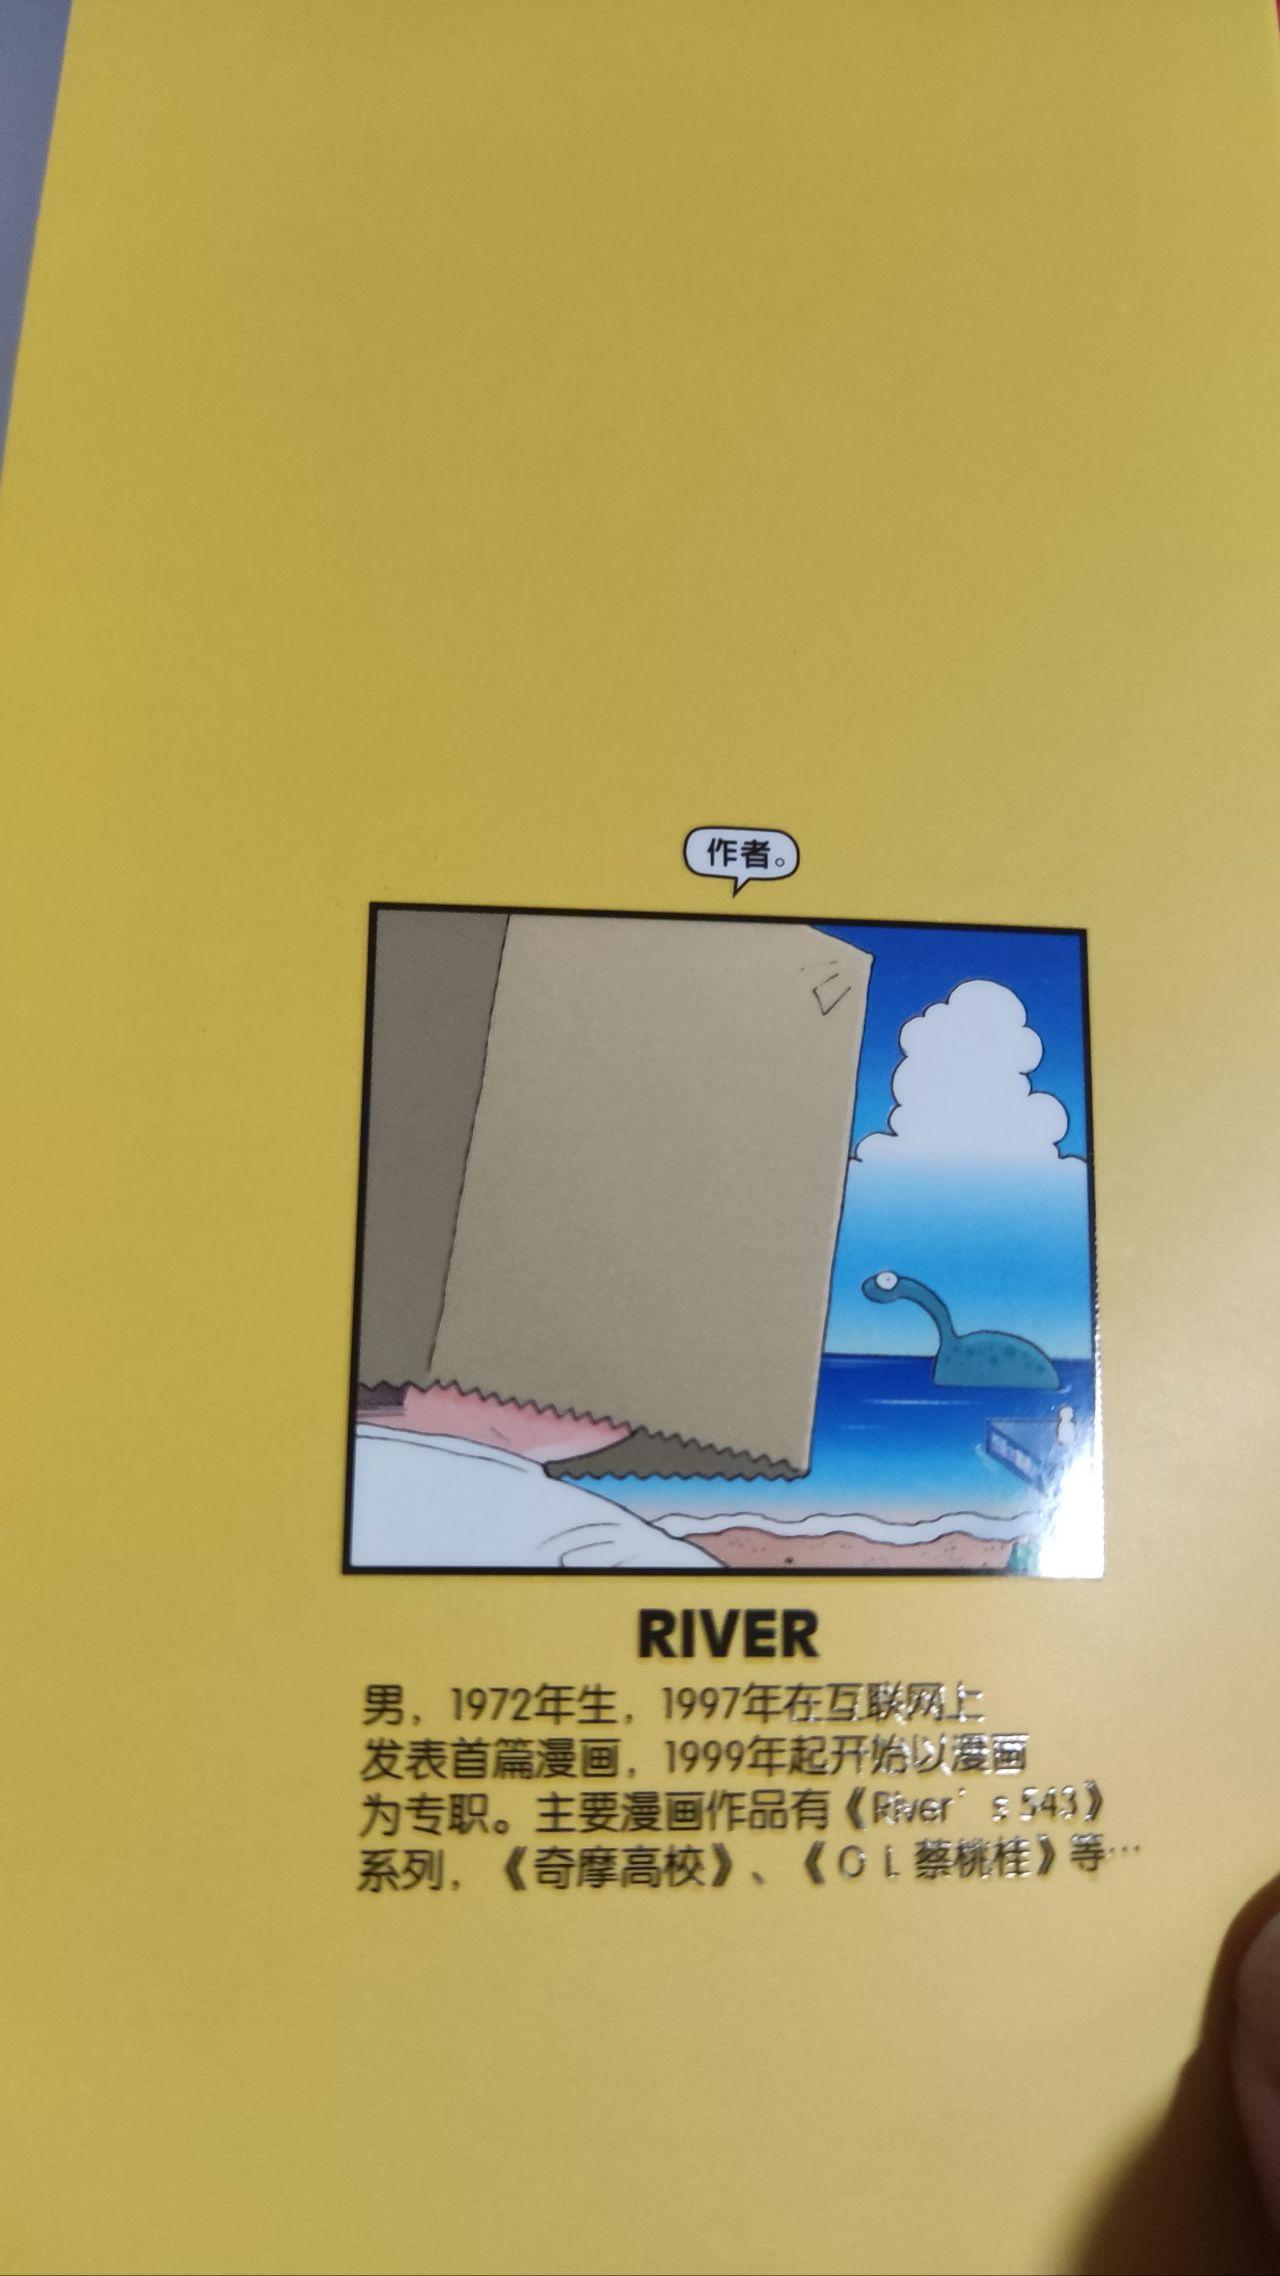 作者。
RIVER
男，1972年生，1997年在互联网上
发表首篇漫画，1999年起开始以漫画
为专职。主要漫画作品有《River’s 543》
系列，《奇摩高校》、《OL蔡桃桂》等…